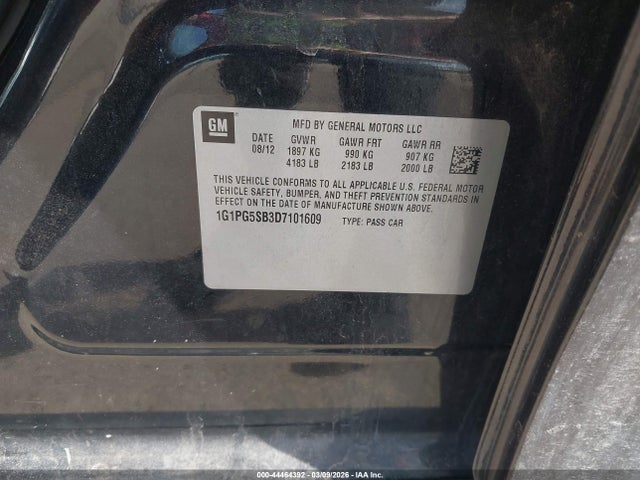 GM
MFD BY GENERAL MOTORS LLC
DATE GVWR GAWR FRT GAWR RR
08/12 1897 KG 990 KG 907 KG
4183 LB 2183 LB 2000 LB
THIS VEHICLE CONFORMS TO ALL APPLICABLE U.S. FEDERAL MOTOR
VEHICLE SAFETY, BUMPER, AND THEFT PREVENTION STANDARDS IN
EFFECT ON THE DATE OF MANUFACTURE SHOWN ABOVE.
1G1PG5SB3D7101609 TYPE: PASS CAR
000-44464392 - 03/09/2026 - IAA Inc.